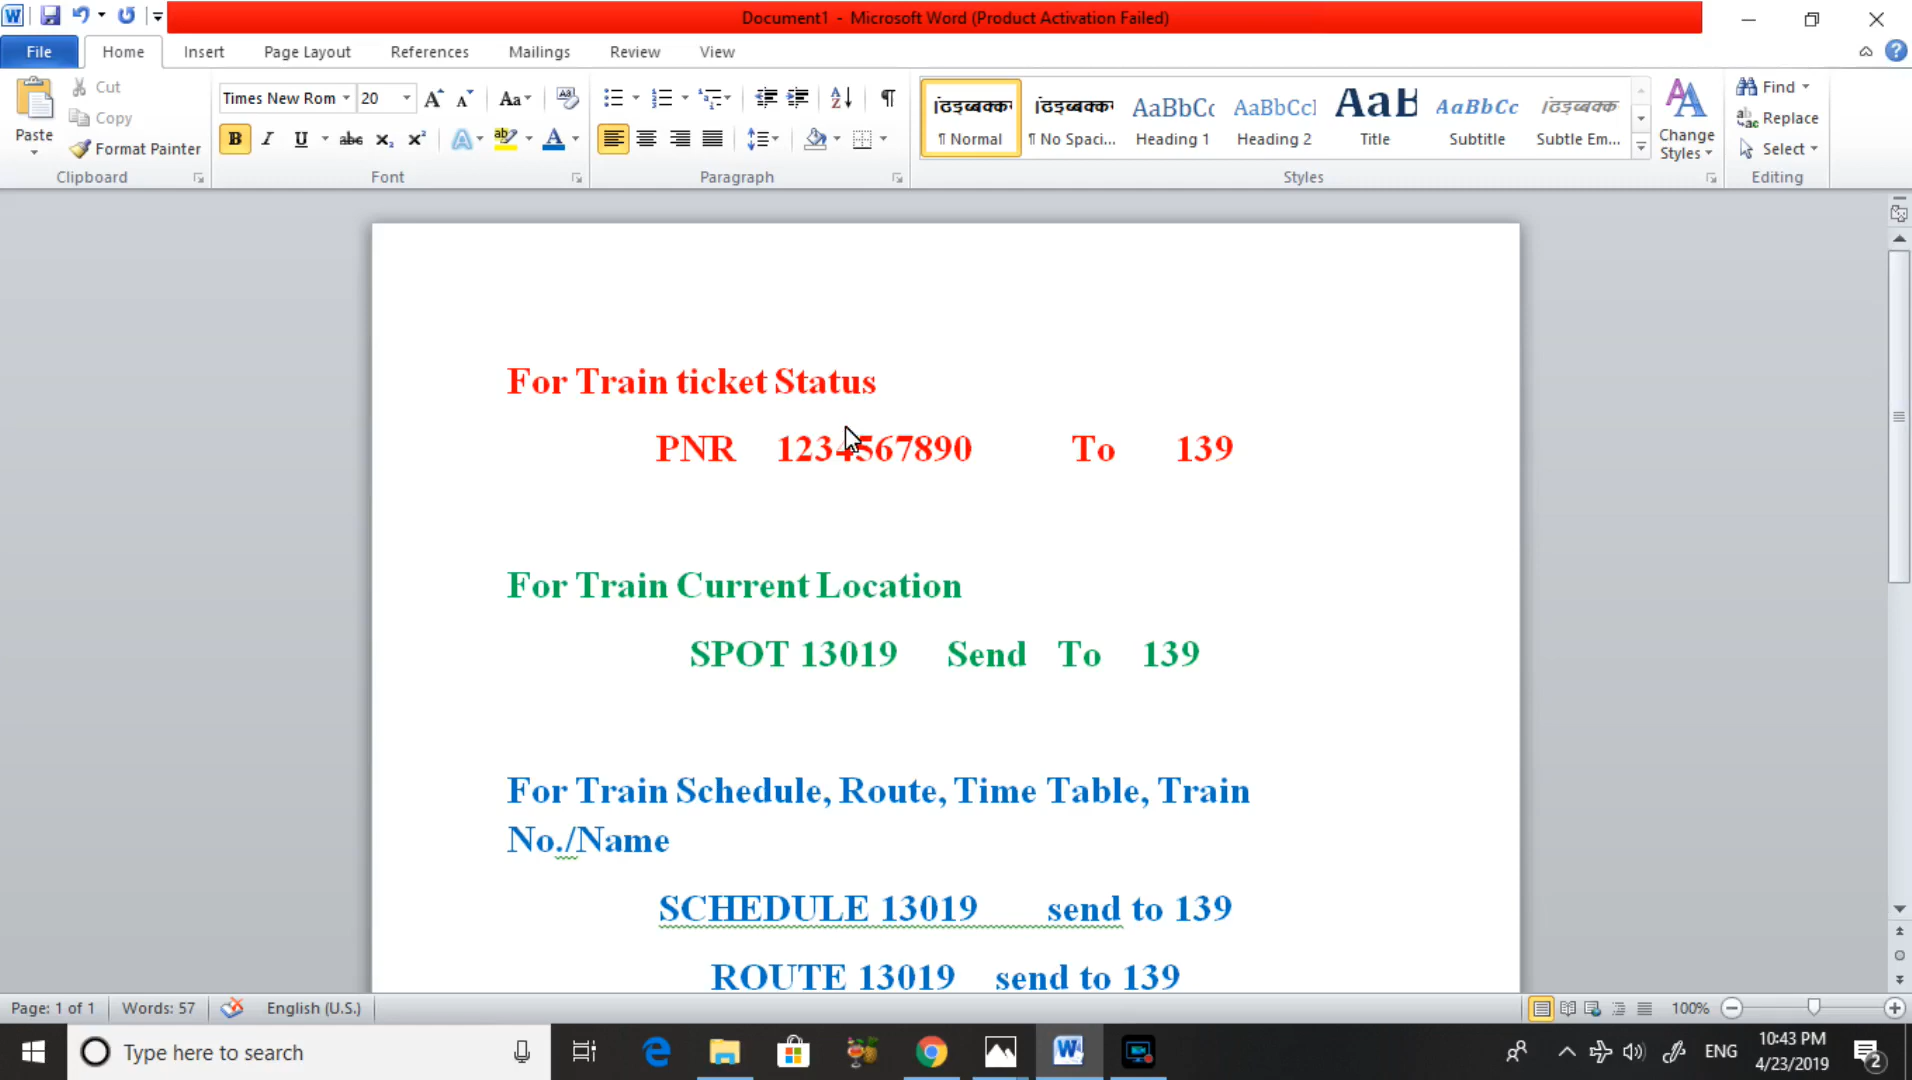 Document1 - Microsoft Word (Product Activation Failed)
File Home Insert Page Layout References Mailings Review View
Cut
Copy
Format Painter
Paste
Clipboard
Times New Rom 20
Font
Paragraph
Normal No Spaci... Heading 1 Heading 2 Title Subtitle Subtle Em...
AaBbCc AaBbCc AaB AaBbCc
Change Styles
Styles
Find
Replace
Select
Editing
For Train ticket Status
PNR 1234567890 To 139
For Train Current Location
SPOT 13019 Send To 139
For Train Schedule, Route, Time Table, Train
No./Name
SCHEDULE 13019 send to 139
ROUTE 13019 send to 139
Page: 1 of 1 Words: 57 English (U.S.) 100%
Type here to search
ENG 10:43 PM
4/23/2019
2